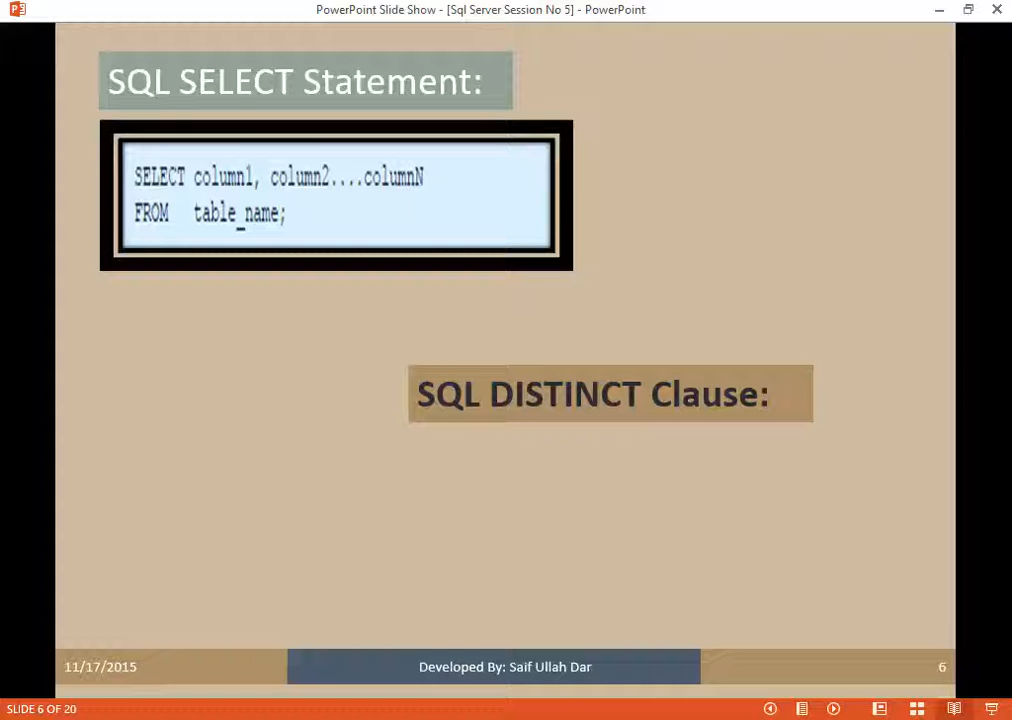 PowerPoint Slide Show - [Sql Server Session No 5] - PowerPoint
SQL SELECT Statement:
SELECT column1, column2....columnN
FROM table_name;
SQL DISTINCT Clause:
11/17/2015
Developed By: Saif Ullah Dar
6
SLIDE 6 OF 20